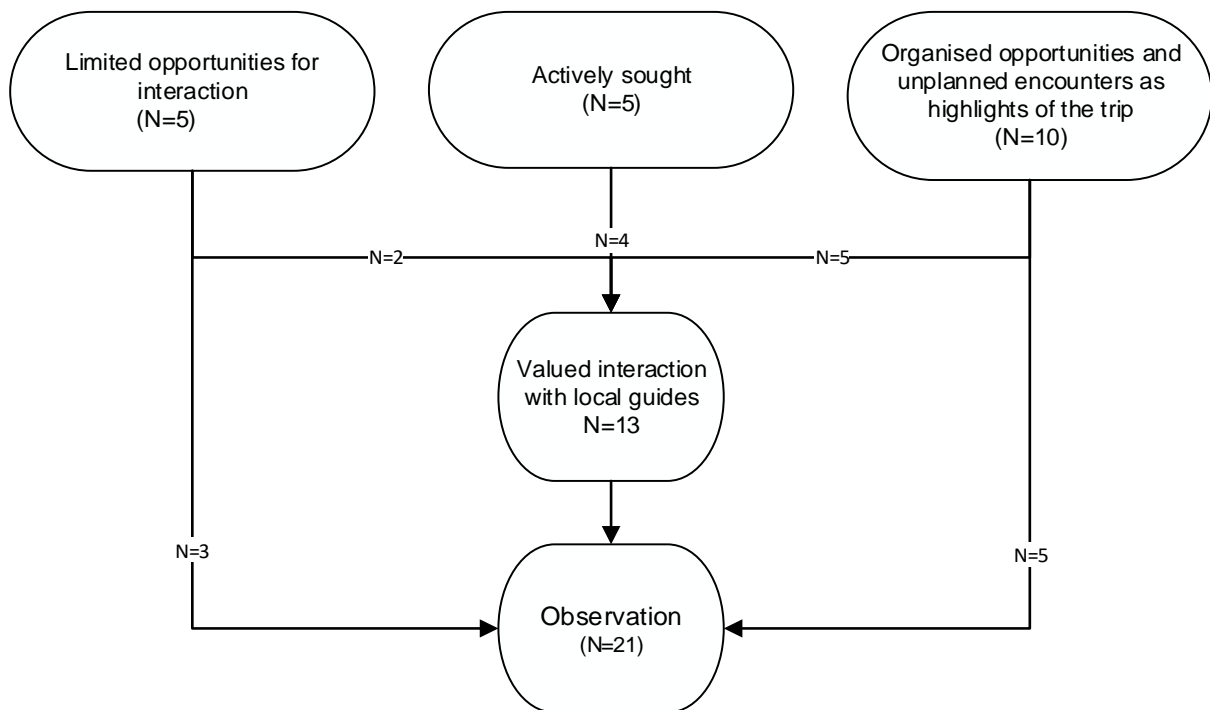 Limited opportunities for
interaction
(N=5)
Actively sought
(N=5)
Organised opportunities and
unplanned encounters as
highlights of the trip
(N=10)
N=4
N=2
N=5
Valued interaction
with local guides
N=13
N=3
N=5
Observation
(N=21)